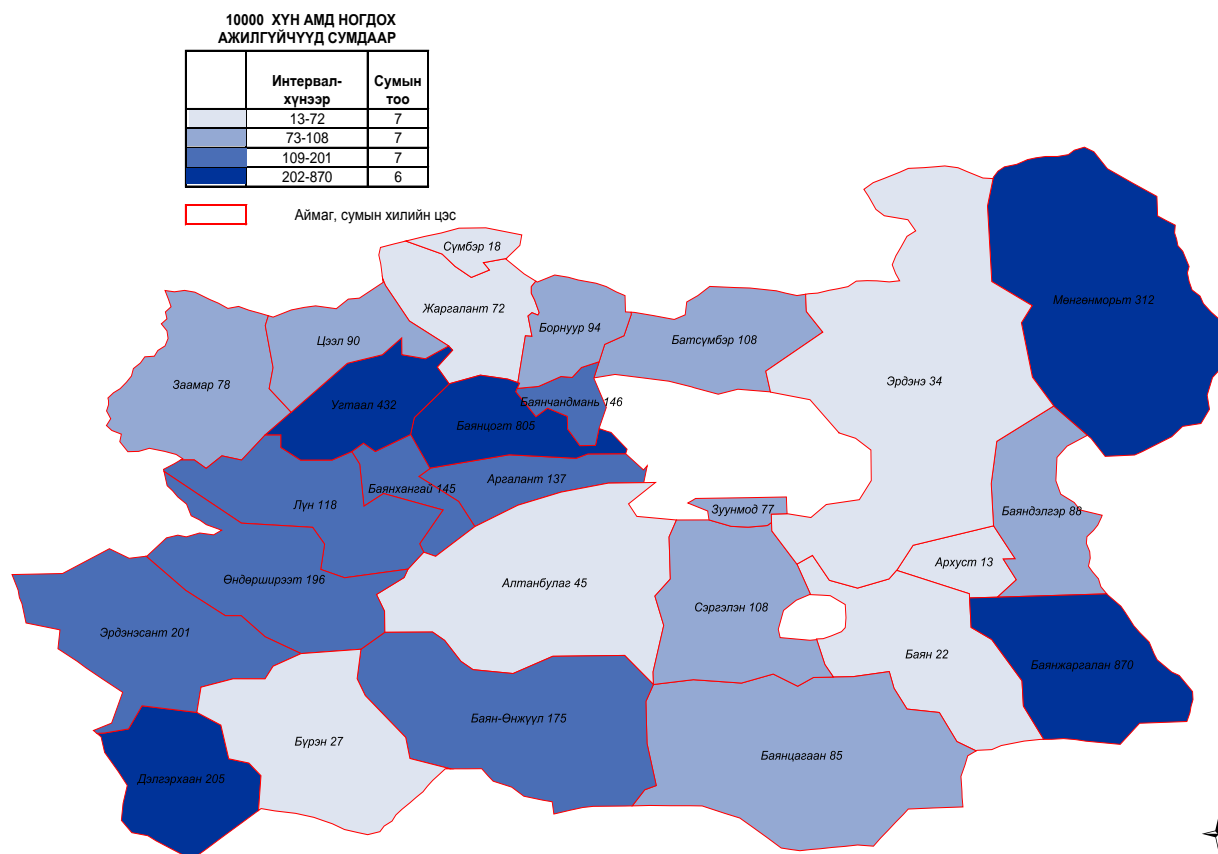 10000 ХҮН АМД НОГДОХ
АЖИЛГҮЙЧҮҮД СУМДААР
Интервал-хүнээр Сумын тоо
13-72 7
73-108 7
109-201 7
202-870 6
Аймаг, сумын хилийн цэс
Сүмбэр 18
Жаргалант 72
Мөнгөнморьт 312
Борнуур 94
Батсүмбэр 108
Цээл 90
Заамар 78
Эрдэнэ 34
Угтаал 432
Баянчандмань 146
Баянцогт 805
Аргалант 137
Баянхангай 145
Лүн 118
Зуунмод 77
Баяндэлгэр 88
Архуст 13
Өндөрширээт 196
Алтанбулаг 45
Сэргэлэн 108
Эрдэнэсант 201
Баян 22
Баянжаргалан 870
Баян-Өнжүүл 175
Бүрэн 27
Баянцагаан 85
Дэлгэрхаан 205